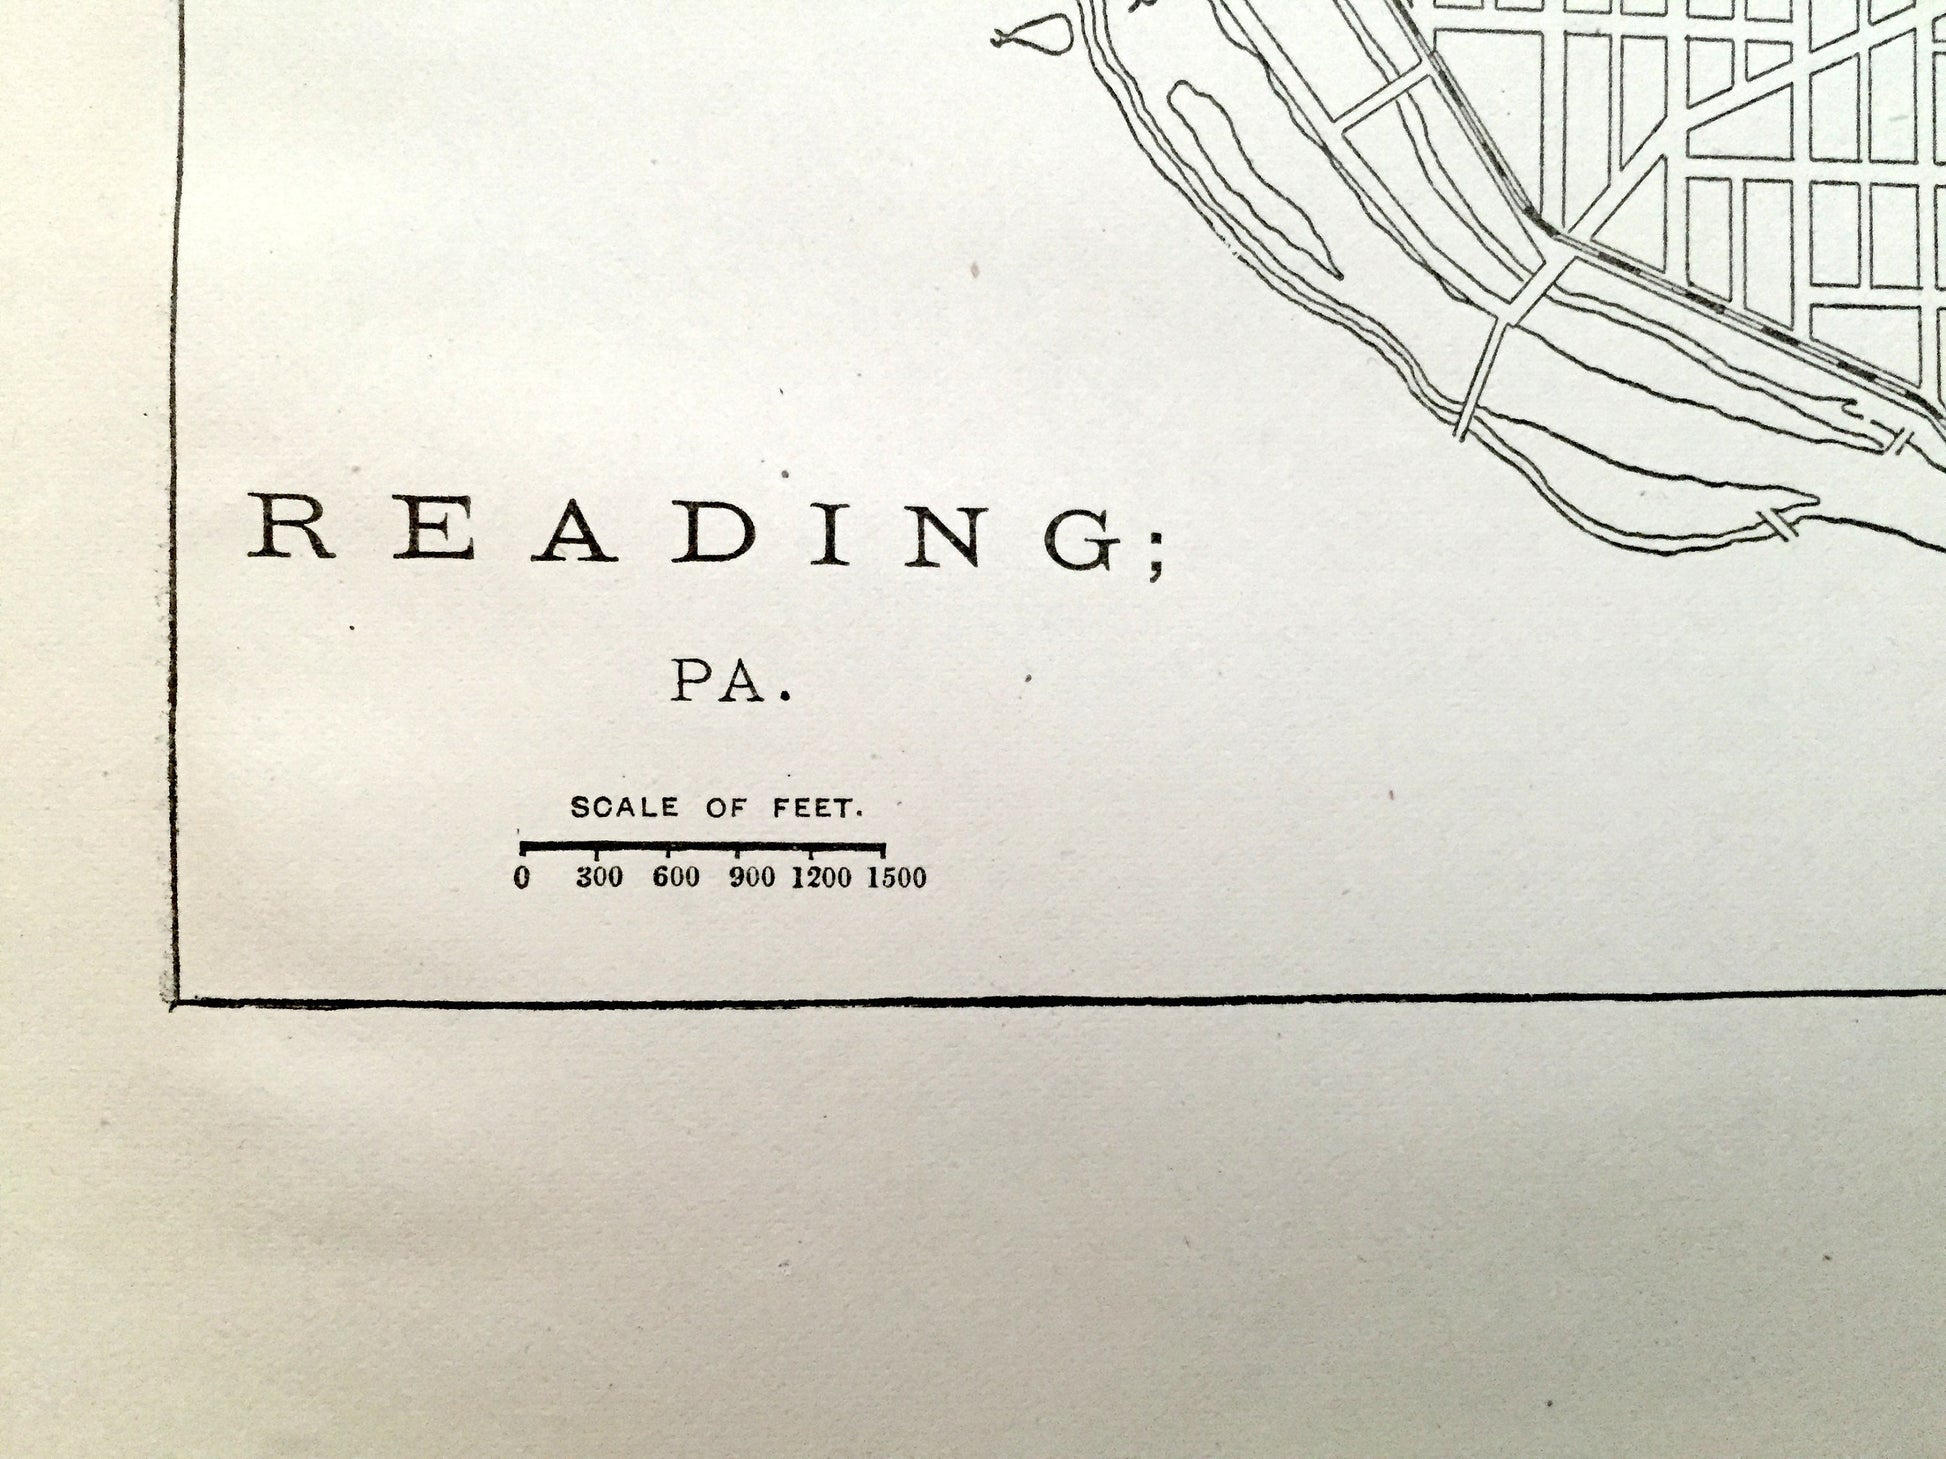 READING;
PA.
SCALE OF FEET.
0 300 600 900 1200 1500